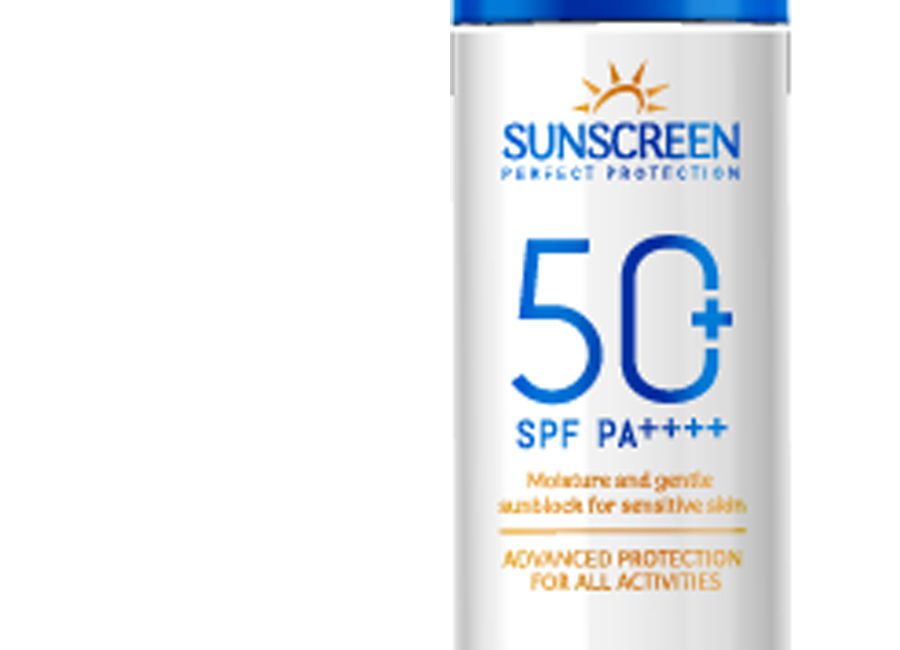 SUNSCREEN
PERFECT PROTECTION
50+
SPF PA++++
Moisture and gentle
sunblock for sensitive skin
ADVANCED PROTECTION
FOR ALL ACTIVITIES